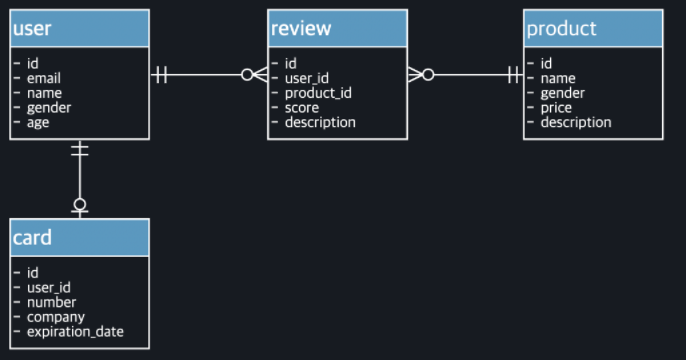 user
- id
- email
- name
- gender
- age
review
- id
- user_id
- product_id
- score
- description
product
- id
- name
- gender
- price
- description
card
- id
- user_id
- number
- company
- expiration_date